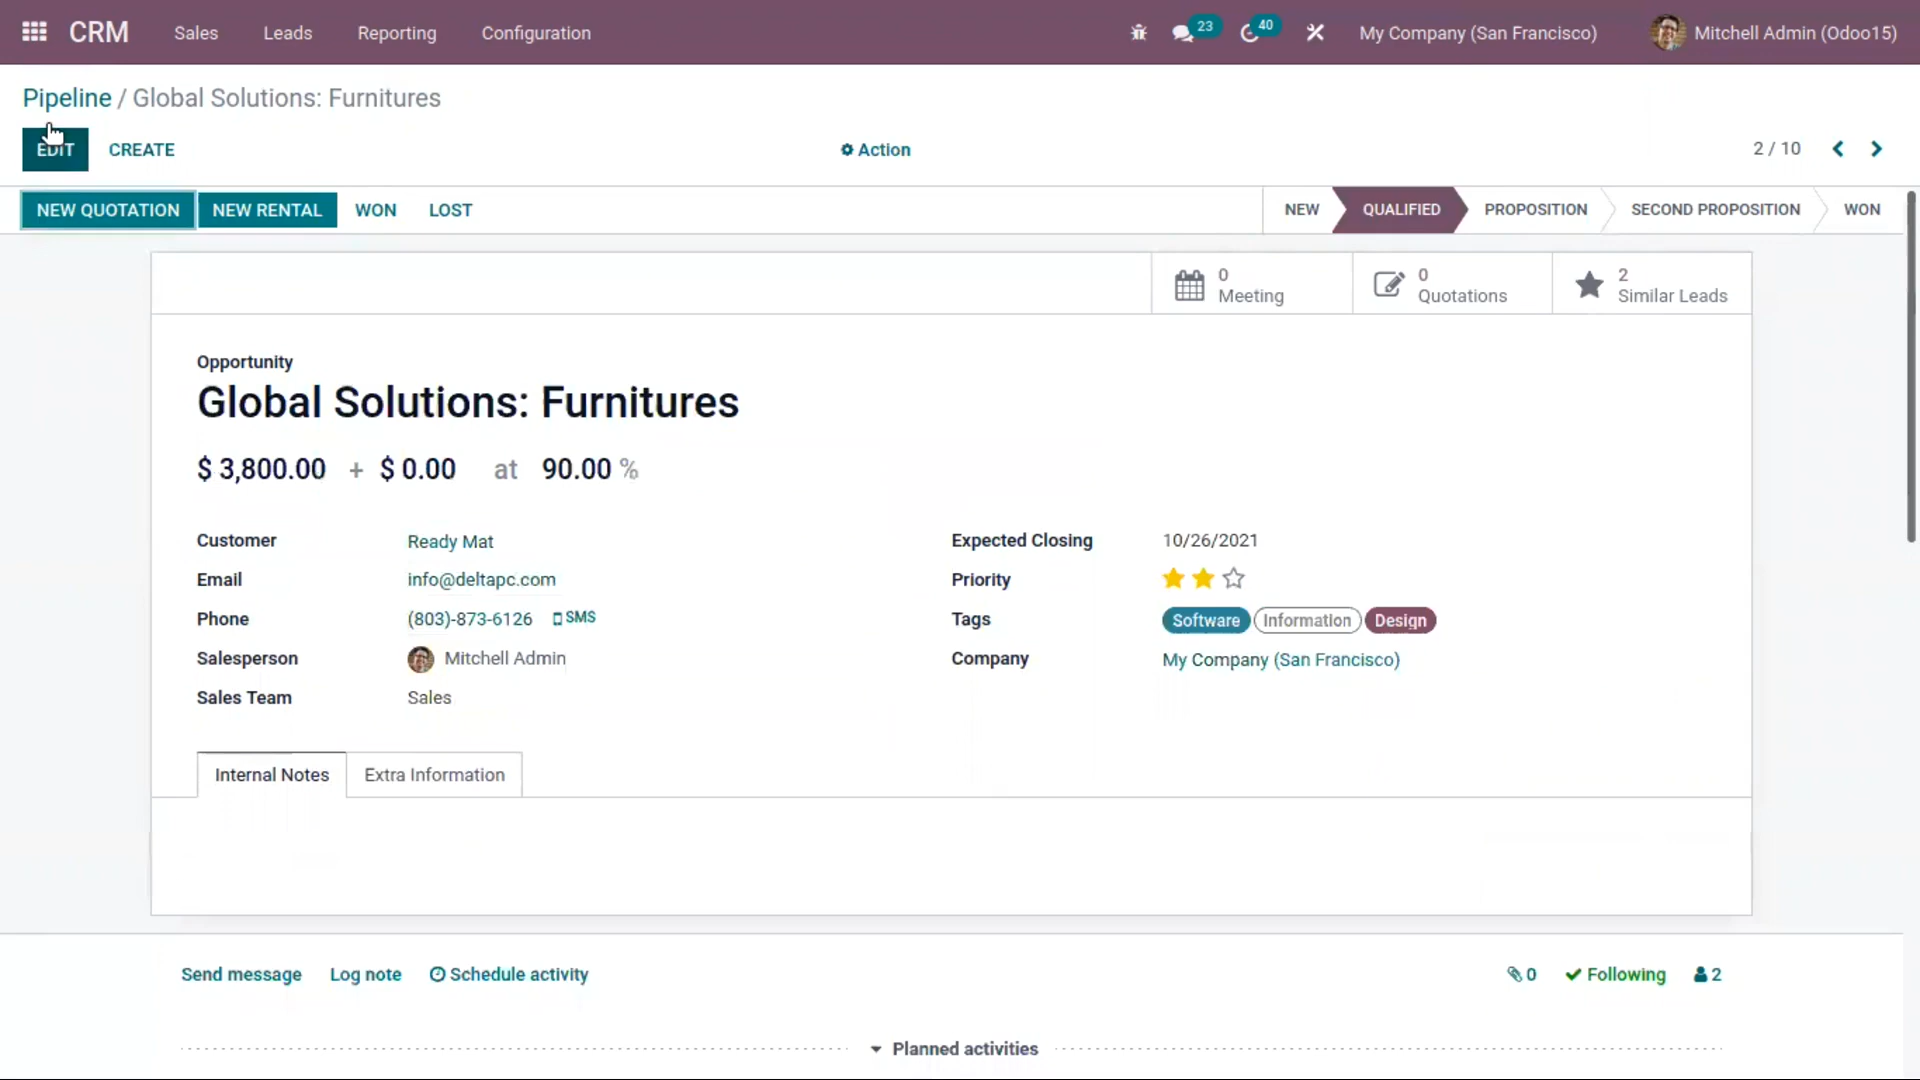 CRM Sales Leads Reporting Configuration 23 40 My Company (San Francisco) Mitchell Admin (Odoo15)
Pipeline / Global Solutions: Furnitures
EDIT CREATE Action 2 / 10
NEW QUOTATION NEW RENTAL WON LOST NEW QUALIFIED PROPOSITION SECOND PROPOSITION WON
0 Meeting
0 Quotations
2 Similar Leads
Opportunity
Global Solutions: Furnitures
$ 3,800.00 + $ 0.00 at 90.00 %
Customer Ready Mat
Email info@deltapc.com
Phone (803)-873-6126 SMS
Salesperson Mitchell Admin
Sales Team Sales
Expected Closing 10/26/2021
Priority
Tags Software Information Design
Company My Company (San Francisco)
Internal Notes Extra Information
Send message Log note Schedule activity 0 Following 2
Planned activities